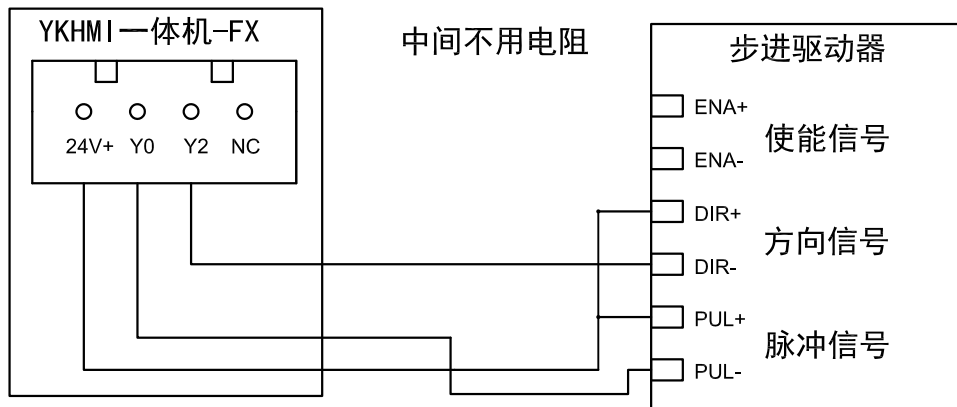 YKHMI一体机-FX
24V+ Y0 Y2 NC
中间不用电阻
步进驱动器
ENA+
使能信号
ENA-
DIR+
方向信号
DIR-
PUL+
脉冲信号
PUL-